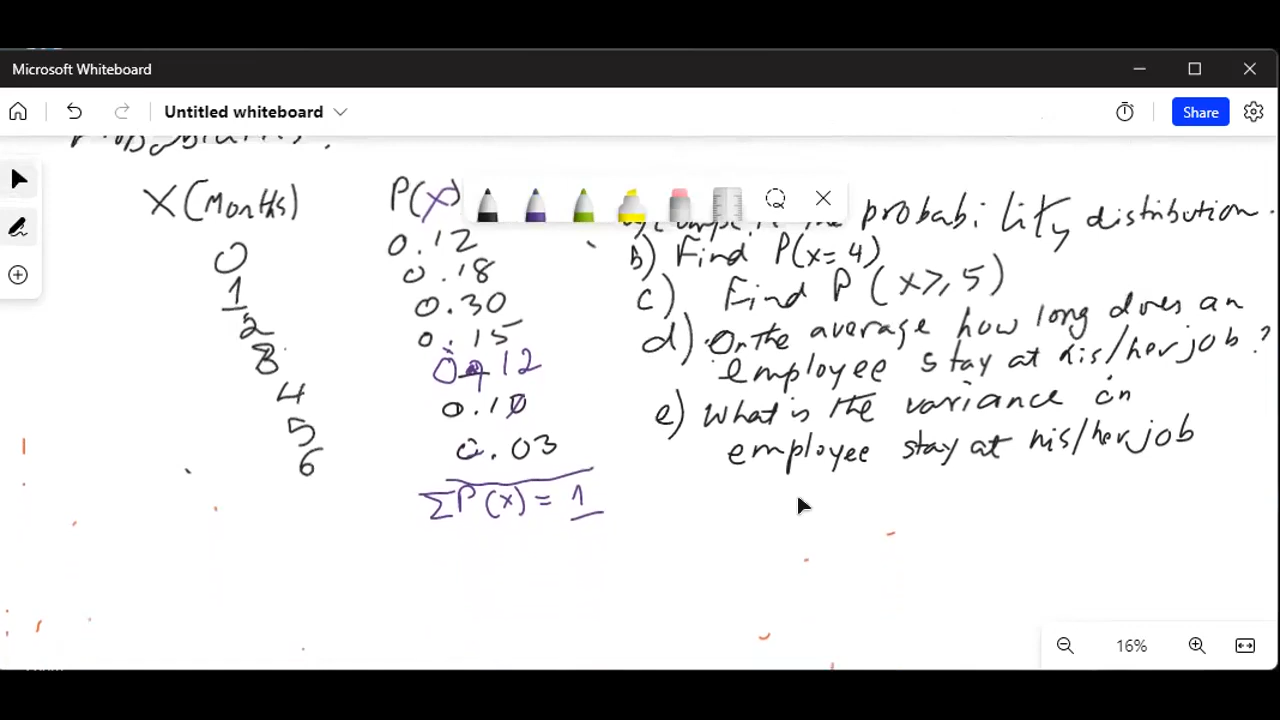 Microsoft Whiteboard
Untitled whiteboard
Share
X (Months)
P(x)
0
0.12
1
0.18
2
0.30
3
0.15
4
0.12
5
0.10
6
0.03
ΣP(x) = 1
the probability distribution.
b) Find P(x=4)
c) Find P(x≥5)
d) On the average how long does an
employee stay at his/her job?
e) What is the variance in
employee stay at his/her job
16%